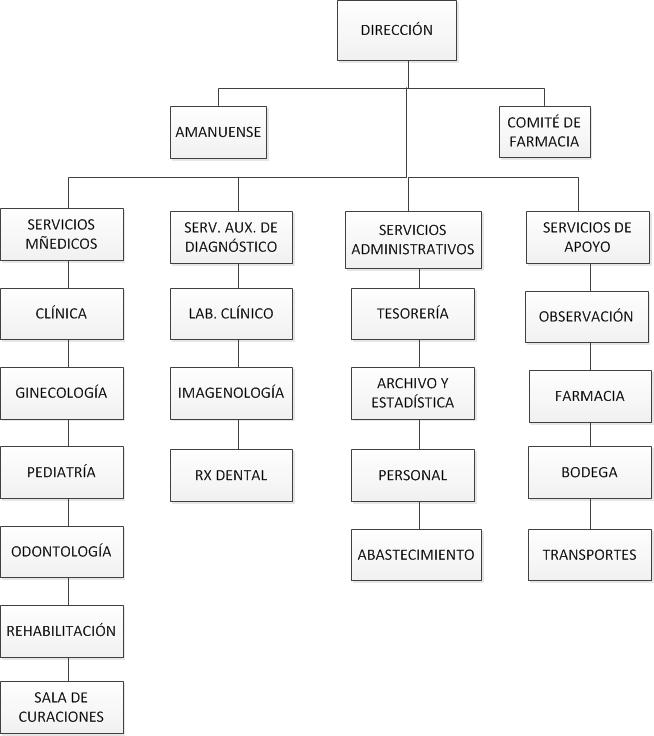 DIRECCIÓN
AMANUENSE
COMITÉ DE
FARMACIA
SERVICIOS
MÑEDICOS
SERV. AUX. DE
DIAGNÓSTICO
SERVICIOS
ADMINISTRATIVOS
SERVICIOS DE
APOYO
CLÍNICA
LAB. CLÍNICO
TESORERÍA
OBSERVACIÓN
GINECOLOGÍA
IMAGENOLOGÍA
ARCHIVO Y
ESTADÍSTICA
FARMACIA
PEDIATRÍA
RX DENTAL
PERSONAL
BODEGA
ODONTOLOGÍA
ABASTECIMIENTO
TRANSPORTES
REHABILITACIÓN
SALA DE
CURACIONES